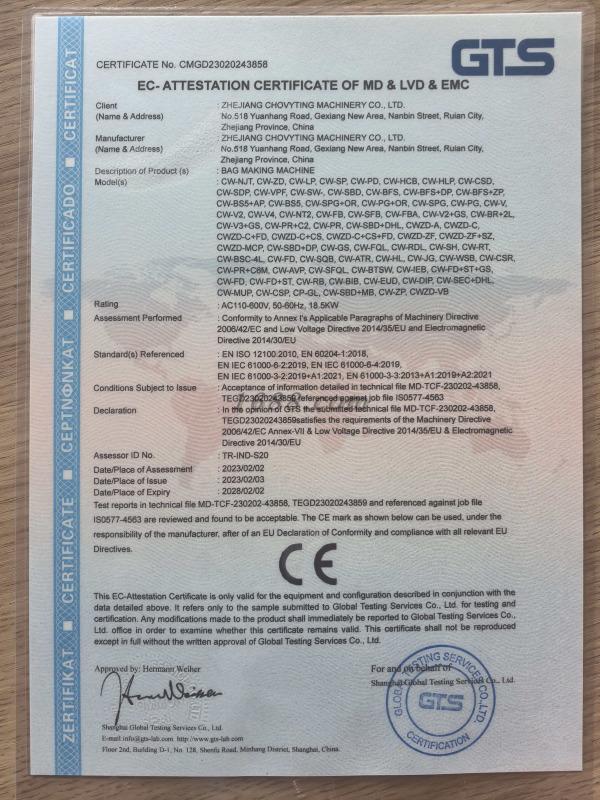 GTS
CERTIFICATE No. CMGD23020243858
EC- ATTESTATION CERTIFICATE OF MD & LVD & EMC
Client : ZHEJIANG CHOVYTING MACHINERY CO., LTD.
(Name & Address) No.518 Yuanhang Road, Gexiang New Area, Nanbin Street, Ruian City,
Zhejiang Province, China
Manufacturer : ZHEJIANG CHOVYTING MACHINERY CO., LTD.
(Name & Address) No.518 Yuanhang Road, Gexiang New Area, Nanbin Street, Ruian City,
Zhejiang Province, China
Description of Product (s) : BAG MAKING MACHINE
Model(s) : CW-NJT, CW-ZD, CW-LP, CW-SP, CW-PD, CW-HCB, CW-HLP, CW-CSD,
CW-SDP, CW-VPF, CW-SW-, CW-SBD, CW-BFS, CW-BFS+DP, CW-BFS+ZP,
CW-BS5+AP, CW-BS5, CW-SPG+OR, CW-PG+OR, CW-SPG, CW-PG, CW-V,
CW-V2, CW-V4, CW-NT2, CW-FB, CW-SFB, CW-FBA, CW-V2+GS, CW-BR+2L,
CW-V3+GS, CW-PR+C2, CW-PR, CW-SBD+DHL, CWZD-A, CWZD-C,
CWZD-C+FD, CWZD-C+CS, CWZD-C+CS+FD, CWZD-ZF, CWZD-ZF+SZ,
CWZD-MCP, CW-SBD+DP, CW-GS, CW-FQL, CW-RDL, CW-SH, CW-RT,
CW-BSC-4L, CW-FD, CW-SQB, CW-ATR, CW-HL, CW-JG, CW-WSB, CW-CSR,
CW-PR+C6M, CW-AVP, CW-SFQL, CW-BTSW, CW-IEB, CW-FD+ST+GS,
CW-FD, CW-FD+ST, CW-RB, CW-BIB, CW-EUD, CW-DIP, CW-SEC+DHL,
CW-MUP, CW-CSP, CP-GL, CW-SBD+MB, CW-ZP, CWZD-VB
Rating : AC110-600V, 50-60Hz, 18.5KW
Assessment Performed : Conformity to Annex I's Applicable Paragraphs of Machinery Directive
2006/42/EC and Low Voltage Directive 2014/35/EU and Electromagnetic
Directive 2014/30/EU
Standard(s) Referenced : EN ISO 12100:2010, EN 60204-1:2018,
EN IEC 61000-6-2:2019, EN IEC 61000-6-4:2019,
EN IEC 61000-3-2:2019+A1:2021, EN 61000-3-3:2013+A1:2019+A2:2021
Conditions Subject to Issue : Acceptance of information detailed in technical file MD-TCF-230202-43858,
TEGD23020243859 referenced against job file IS0577-4563
Declaration : In the opinion of GTS the submitted technical file MD-TCF-230202-43858,
TEGD23020243859satisfies the requirements of the Machinery Directive
2006/42/EC Annex-VII & Low Voltage Directive 2014/35/EU & Electromagnetic
Directive 2014/30/EU
Assessor ID : TR-IND-S20
Date/Place of Assessment : 2023/02/02
Date/Place of Issue : 2023/02/03
Date/Place of Expiry : 2028/02/02
Test reports in technical file MD-TCF-230202-43858, TEGD23020243859 and referenced against job file
IS0577-4563 are reviewed and found to be acceptable. The CE mark as shown below can be used, under the
responsibility of the manufacturer, after of an EU Declaration of Conformity and compliance with all relevant EU
Directives.
CE
This EC-Attestation Certificate is only valid for the equipment and configuration described in conjunction with the
data detailed above. It refers only to the sample submitted to Global Testing Services Co., Ltd. for testing and
certification. Any modifications made to the product shall immediately be reported to Global Testing Services Co.,
Ltd. office in order to examine whether this certificate remains valid. This certificate shall not be reproduced
except in full without the written approval of Global Testing Services Co., Ltd.
Approved by: Hermann Weiher
For and on behalf of
Shanghai Global Testing Services Co., Ltd.
GLOBAL TESTING SERVICES CO.,LTD.
GTS
CERTIFICATION
Shanghai Global Testing Services Co., Ltd.
E-mail:info@gts-lab.com http://www.gts-lab.com
Floor 2nd, Building D-1, No. 128, Shenfu Road, Minhang District, Shanghai, China.
ZERTIFIKAT ■ CERTIFICATE ■ CEPTNФNKAT ■ CERTIFICADO ■ CERTIFICAT